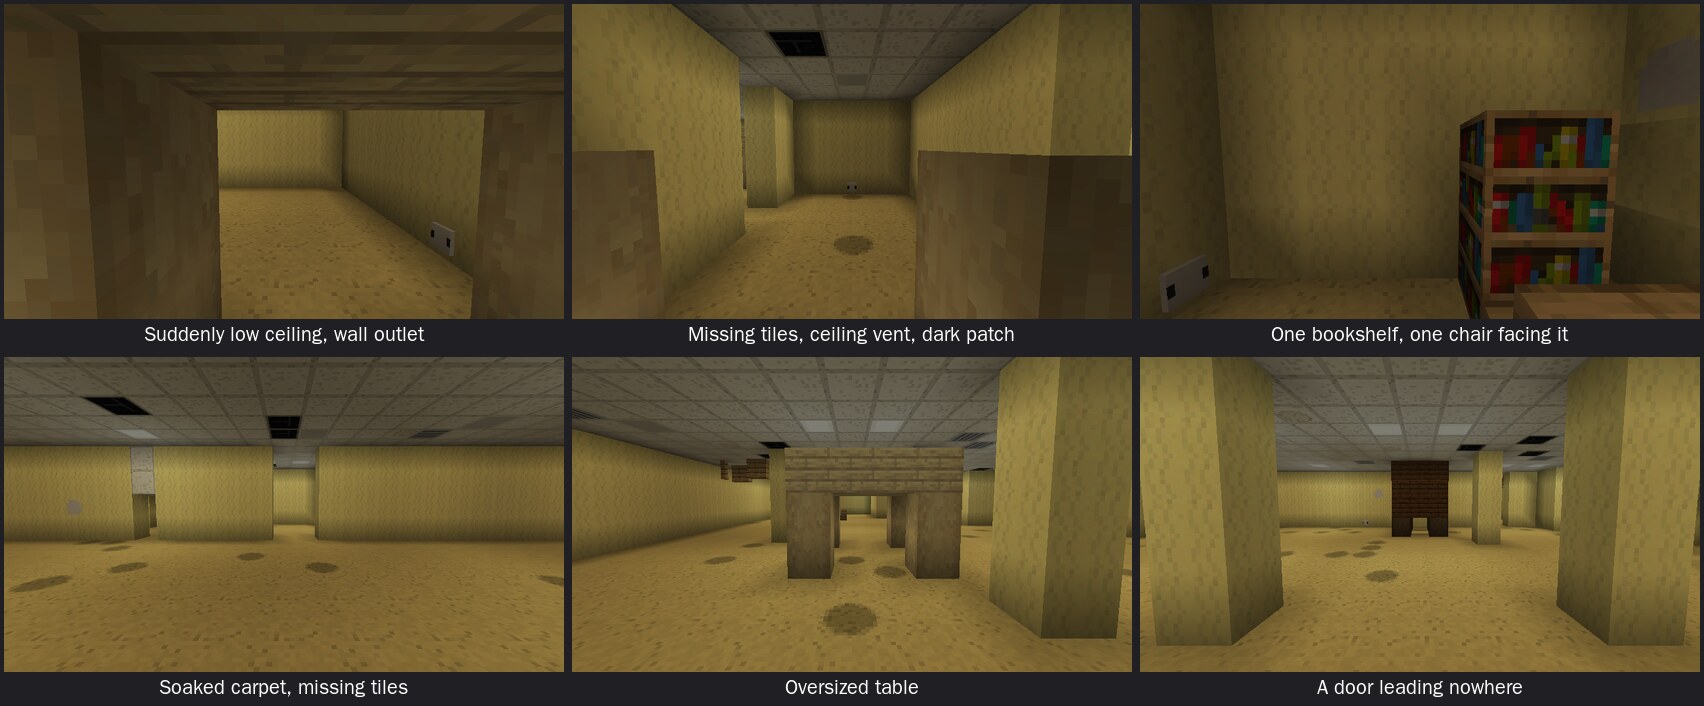 Suddenly low ceiling, wall outlet
Missing tiles, ceiling vent, dark patch
One bookshelf, one chair facing it
Soaked carpet, missing tiles
Oversized table
A door leading nowhere